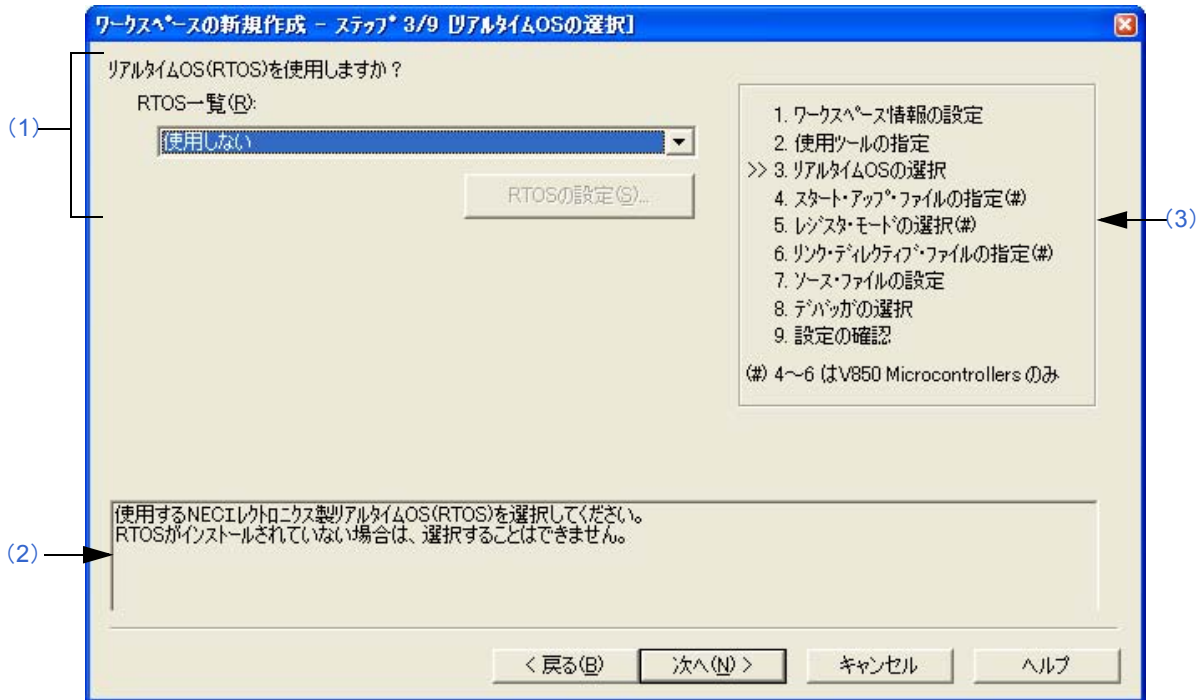 ワークスペースの新規作成 - ステップ 3/9 [リアルタイムOSの選択]
リアルタイムOS(RTOS)を使用しますか?
RTOS一覧(R):
使用しない
RTOSの設定(S)...
(1)
1. ワークスペース情報の設定
2. 使用ツールの指定
>> 3. リアルタイムOSの選択
4. スタート・アップ・ファイルの指定(#)
5. レジスタ・モードの選択(#)
6. リンク・ディレクティブ・ファイルの指定(#)
7. ソース・ファイルの設定
8. デバッガの選択
9. 設定の確認
(#) 4～6 はV850 Microcontrollers のみ
(3)
使用するNECエレクトロニクス製リアルタイムOS(RTOS)を選択してください。
RTOSがインストールされていない場合は、選択することはできません。
(2)
< 戻る(B)
次へ(N) >
キャンセル
ヘルプ